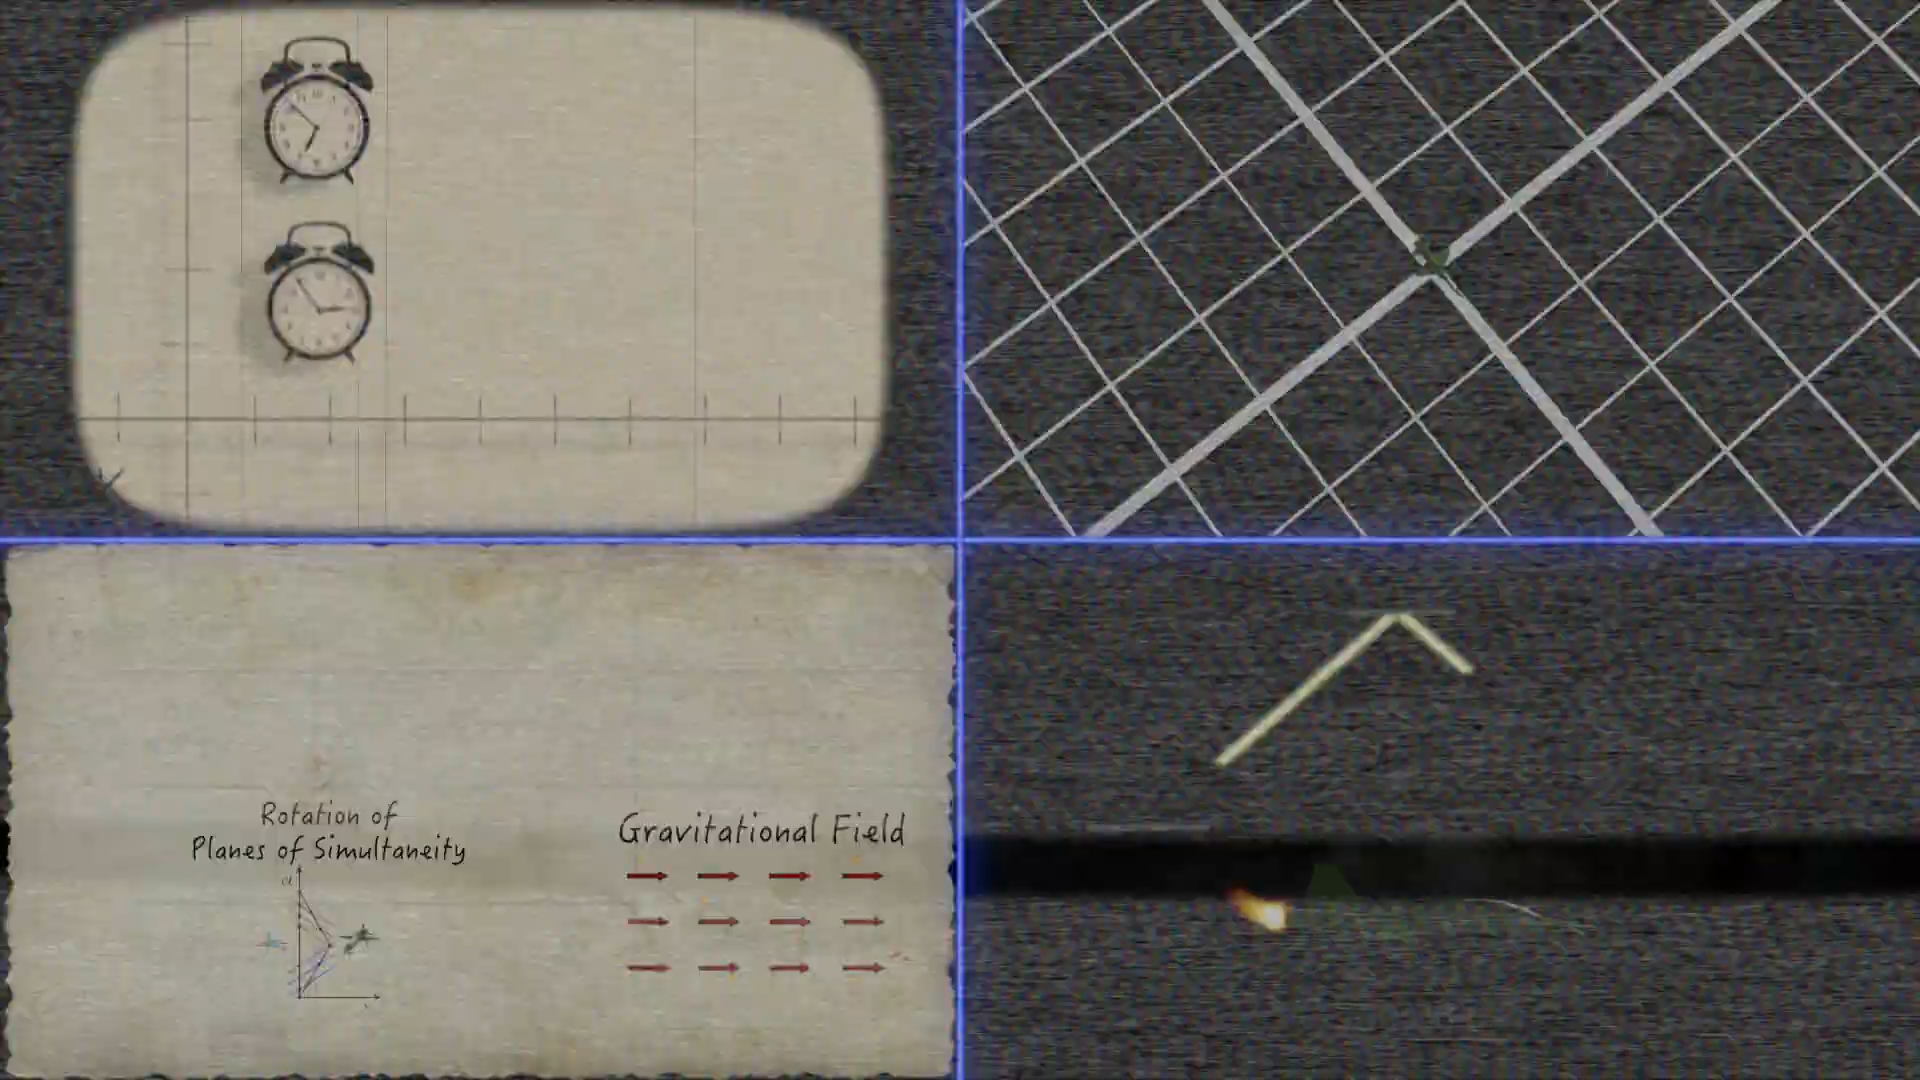 Rotation of
Planes of Simultaneity
Gravitational Field